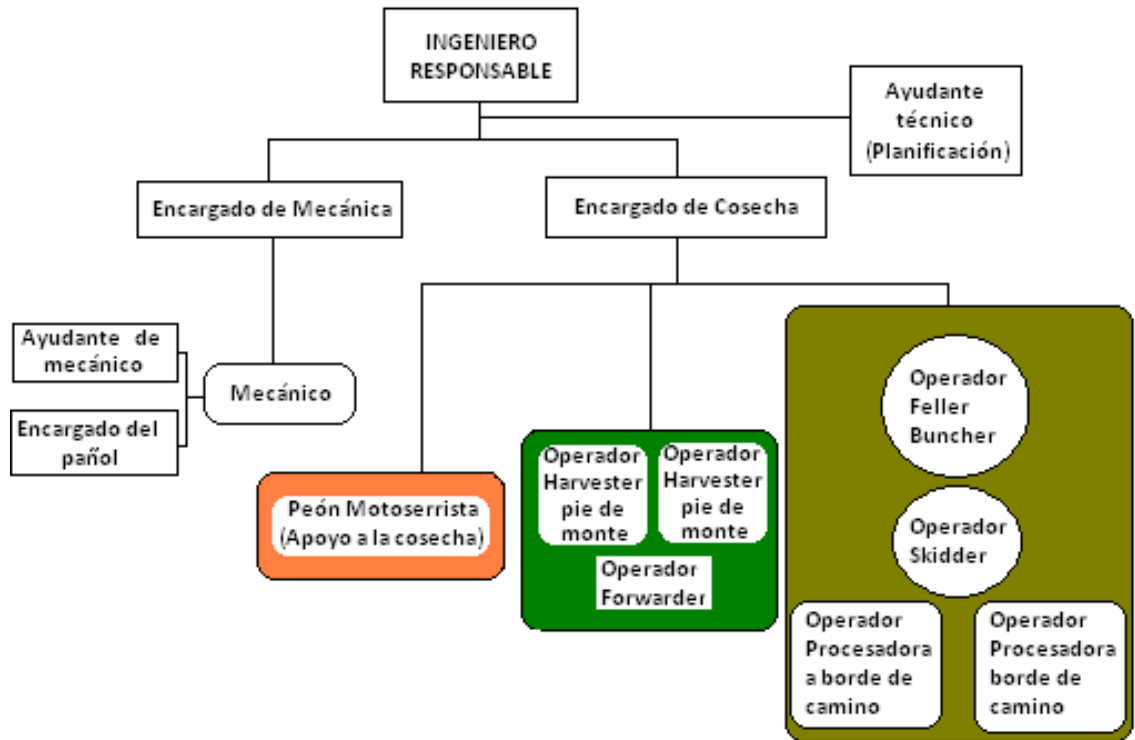 INGENIERO
RESPONSABLE
Ayudante
técnico
(Planificación)
Encargado de Mecánica
Encargado de Cosecha
Ayudante de
mecánico
Encargado del
pañol
Mecánico
Peón Motoserrista
(Apoyo a la cosecha)
Operador
Harvester
pie de
monte
Operador
Harvester
pie de
monte
Operador
Forwarder
Operador
Feller
Buncher
Operador
Skidder
Operador
Procesadora
a borde de
camino
Operador
Procesadora
borde de
camino